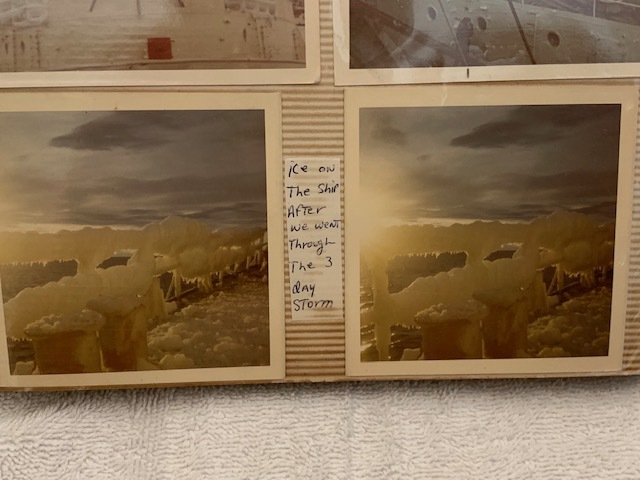 ice on
The Ship
After
we went
Through
The 3
day
Storm